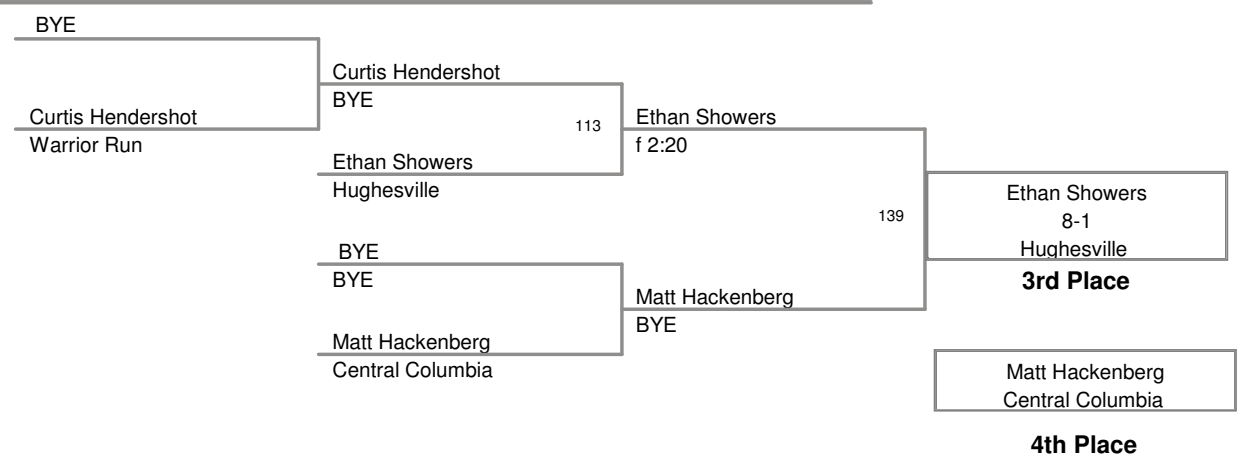 BYE
Curtis Hendershot
Warrior Run
Curtis Hendershot
BYE
113
Ethan Showers
Hughesville
BYE
BYE
Matt Hackenberg
Central Columbia
Ethan Showers
f 2:20
139
Matt Hackenberg
BYE
Ethan Showers
8-1
Hughesville
3rd Place
Matt Hackenberg
Central Columbia
4th Place